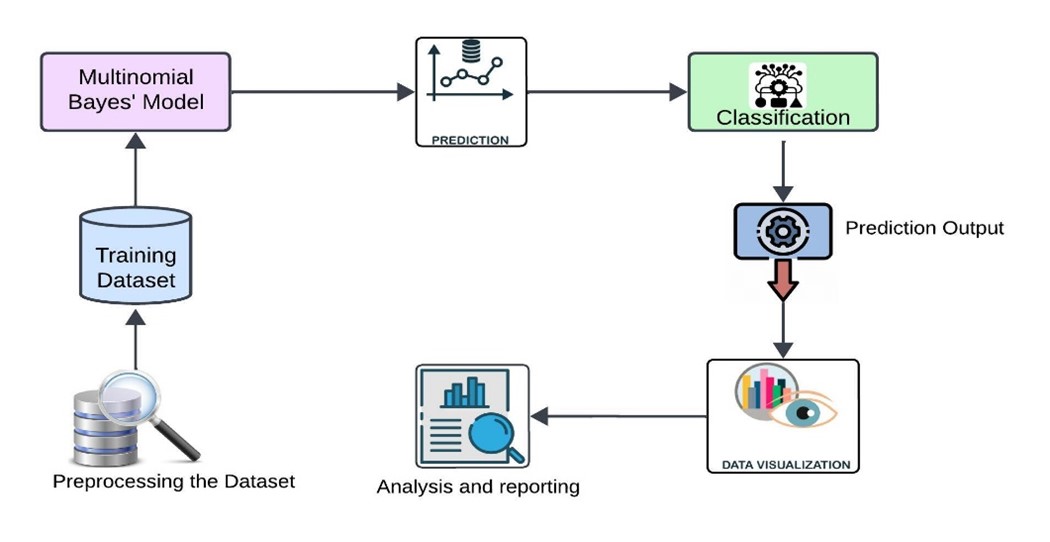 Multinomial
Bayes' Model
PREDICTION
Classification
Training
Dataset
Prediction Output
Preprocessing the Dataset
DATA VISUALIZATION
Analysis and reporting